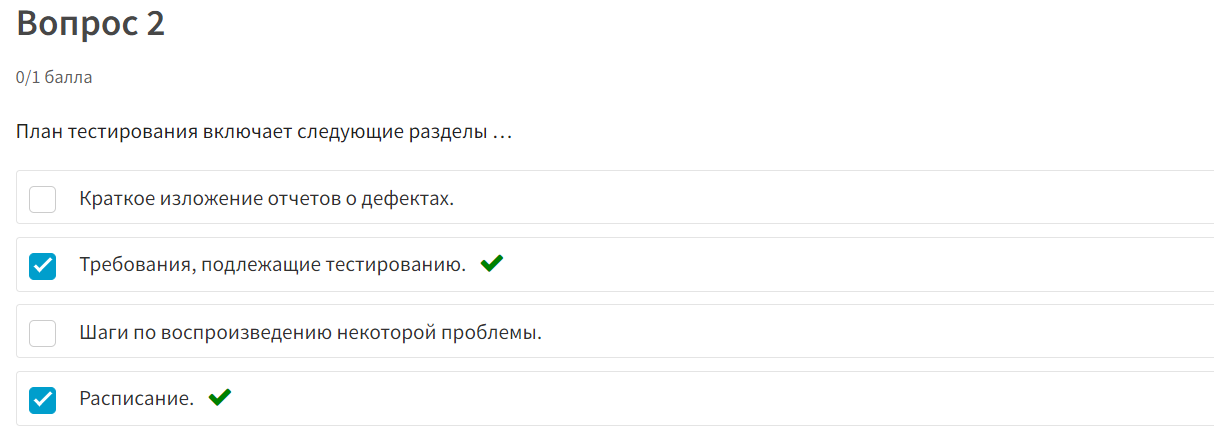 Вопрос 2
0/1 балла
План тестирования включает следующие разделы …
Краткое изложение отчетов о дефектах.
Требования, подлежащие тестированию.
Шаги по воспроизведению некоторой проблемы.
Расписание.